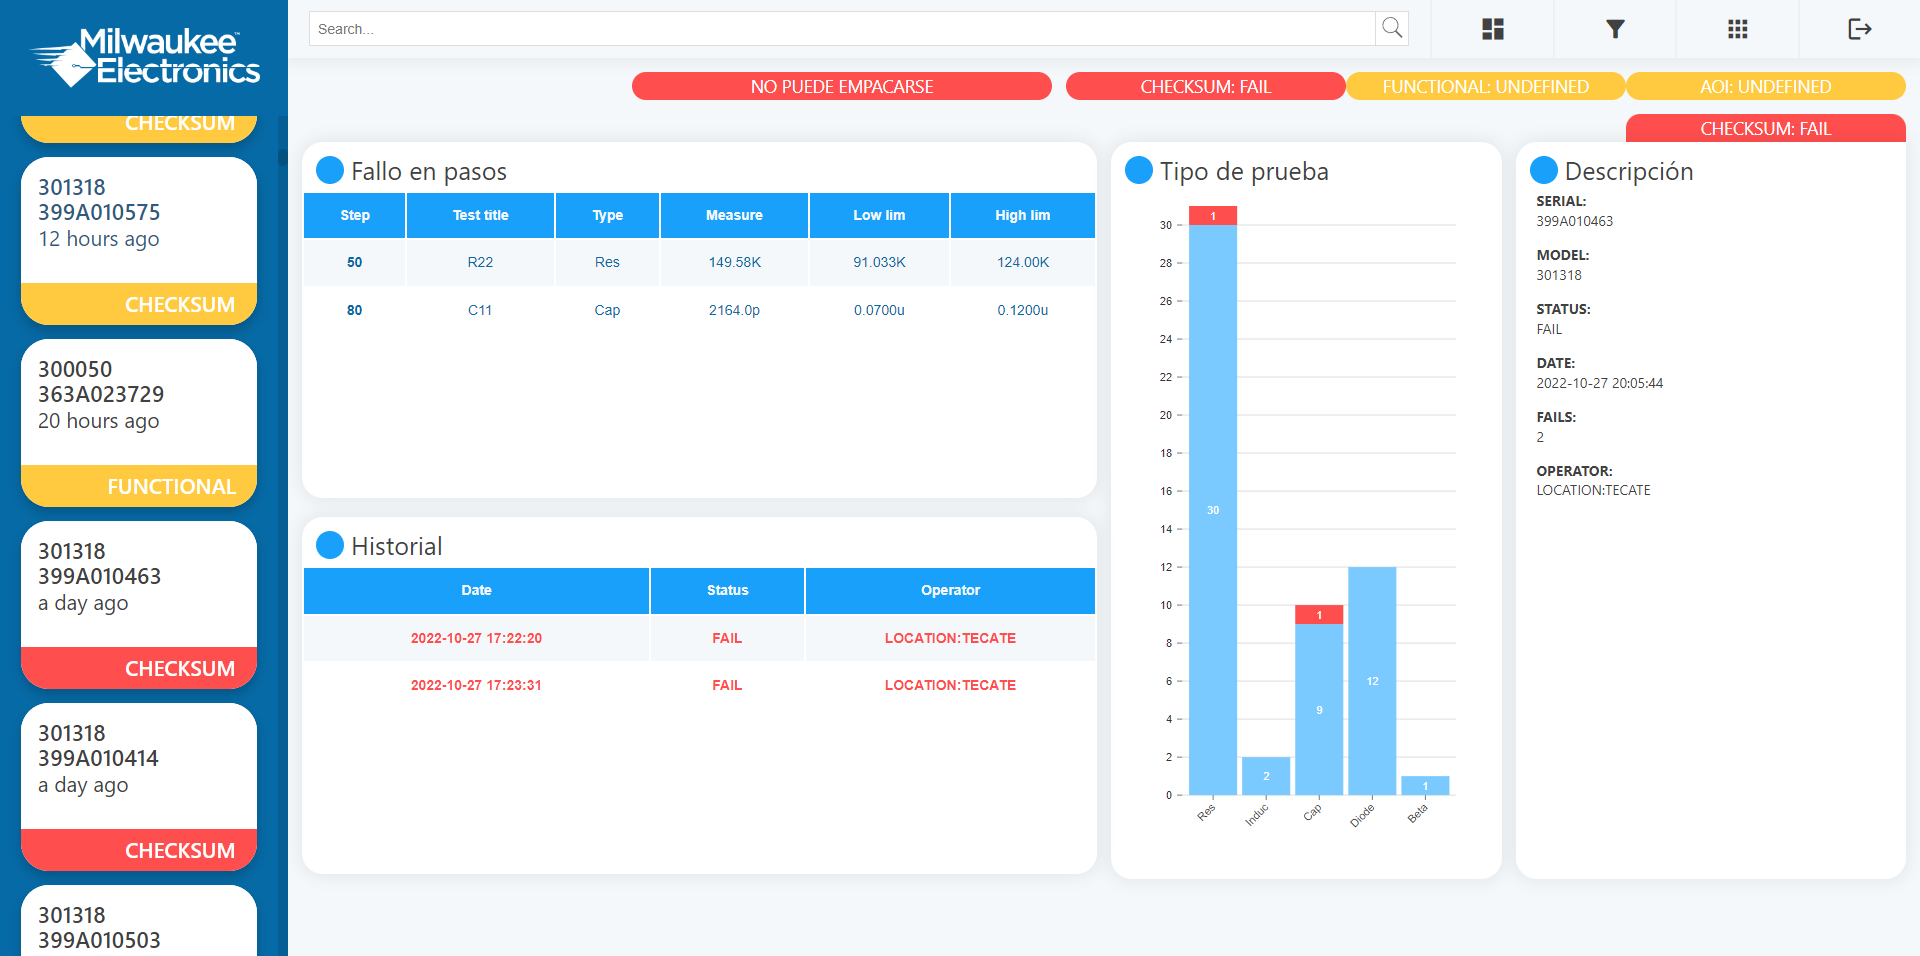 Milwaukee™
Electronics
CHECKSUM
301318
399A010575
12 hours ago
CHECKSUM
300050
363A023729
20 hours ago
FUNCTIONAL
301318
399A010463
a day ago
CHECKSUM
301318
399A010414
a day ago
CHECKSUM
301318
399A010503
Search...
NO PUEDE EMPACARSE
CHECKSUM: FAIL
FUNCTIONAL: UNDEFINED
AOI: UNDEFINED
CHECKSUM: FAIL
Fallo en pasos
Step Test title Type Measure Low lim High lim
50 R22 Res 149.58K 91.033K 124.00K
80 C11 Cap 2164.0p 0.0700u 0.1200u
Historial
Date Status Operator
2022-10-27 17:22:20 FAIL LOCATION:TECATE
2022-10-27 17:23:31 FAIL LOCATION:TECATE
Tipo de prueba
1
30
28
26
24
22
20
18
16
30
14
12
10
1
8
6
12
4
9
2
2
1
0
Res Induc Cap Diode Beta
Descripción
SERIAL:
399A010463
MODEL:
301318
STATUS:
FAIL
DATE:
2022-10-27 20:05:44
FAILS:
2
OPERATOR:
LOCATION:TECATE